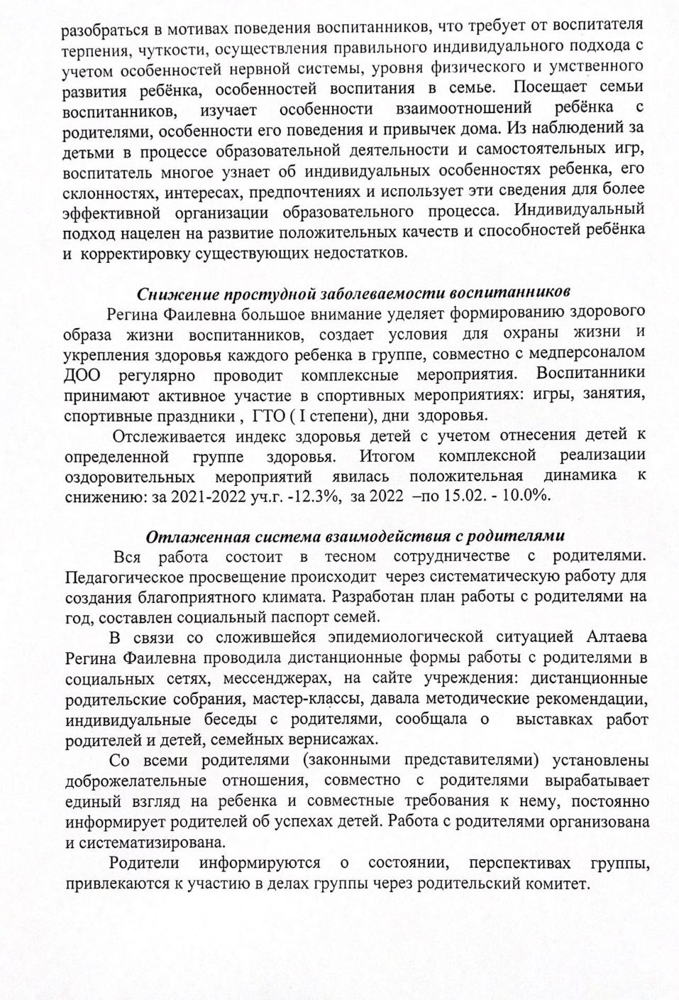 разобраться в мотивах поведения воспитанников, что требует от воспитателя
терпения, чуткости, осуществления правильного индивидуального подхода с
учетом особенностей нервной системы, уровня физического и умственного
развития ребёнка, особенностей воспитания в семье. Посещает семьи
воспитанников, изучает особенности взаимоотношений ребёнка с
родителями, особенности его поведения и привычек дома. Из наблюдений за
детьми в процессе образовательной деятельности и самостоятельных игр,
воспитатель многое узнает об индивидуальных особенностях ребенка, его
склонностях, интересах, предпочтениях и использует эти сведения для более
эффективной организации образовательного процесса. Индивидуальный
подход нацелен на развитие положительных качеств и способностей ребёнка
и корректировку существующих недостатков.
Снижение простудной заболеваемости воспитанников
Регина Фаилевна большое внимание уделяет формированию здорового
образа жизни воспитанников, создает условия для охраны жизни и
укрепления здоровья каждого ребенка в группе, совместно с медперсоналом
ДОО регулярно проводит комплексные мероприятия. Воспитанники
принимают активное участие в спортивных мероприятиях: игры, занятия,
спортивные праздники , ГТО ( I степени), дни здоровья.
Отслеживается индекс здоровья детей с учетом отнесения детей к
определенной группе здоровья. Итогом комплексной реализации
оздоровительных мероприятий явилась положительная динамика к
снижению: за 2021-2022 уч.г. -12.3%, за 2022 –по 15.02. - 10.0%.
Отлаженная система взаимодействия с родителями
Вся работа состоит в тесном сотрудничестве с родителями.
Педагогическое просвещение происходит через систематическую работу для
создания благоприятного климата. Разработан план работы с родителями на
год, составлен социальный паспорт семей.
В связи со сложившейся эпидемиологической ситуацией Алтаева
Регина Фаилевна проводила дистанционные формы работы с родителями в
социальных сетях, мессенджерах, на сайте учреждения: дистанционные
родительские собрания, мастер-классы, давала методические рекомендации,
индивидуальные беседы с родителями, сообщала о выставках работ
родителей и детей, семейных вернисажах.
Со всеми родителями (законными представителями) установлены
доброжелательные отношения, совместно с родителями вырабатывает
единый взгляд на ребенка и совместные требования к нему, постоянно
информирует родителей об успехах детей. Работа с родителями организована
и систематизирована.
Родители информируются о состоянии, перспективах группы,
привлекаются к участию в делах группы через родительский комитет.